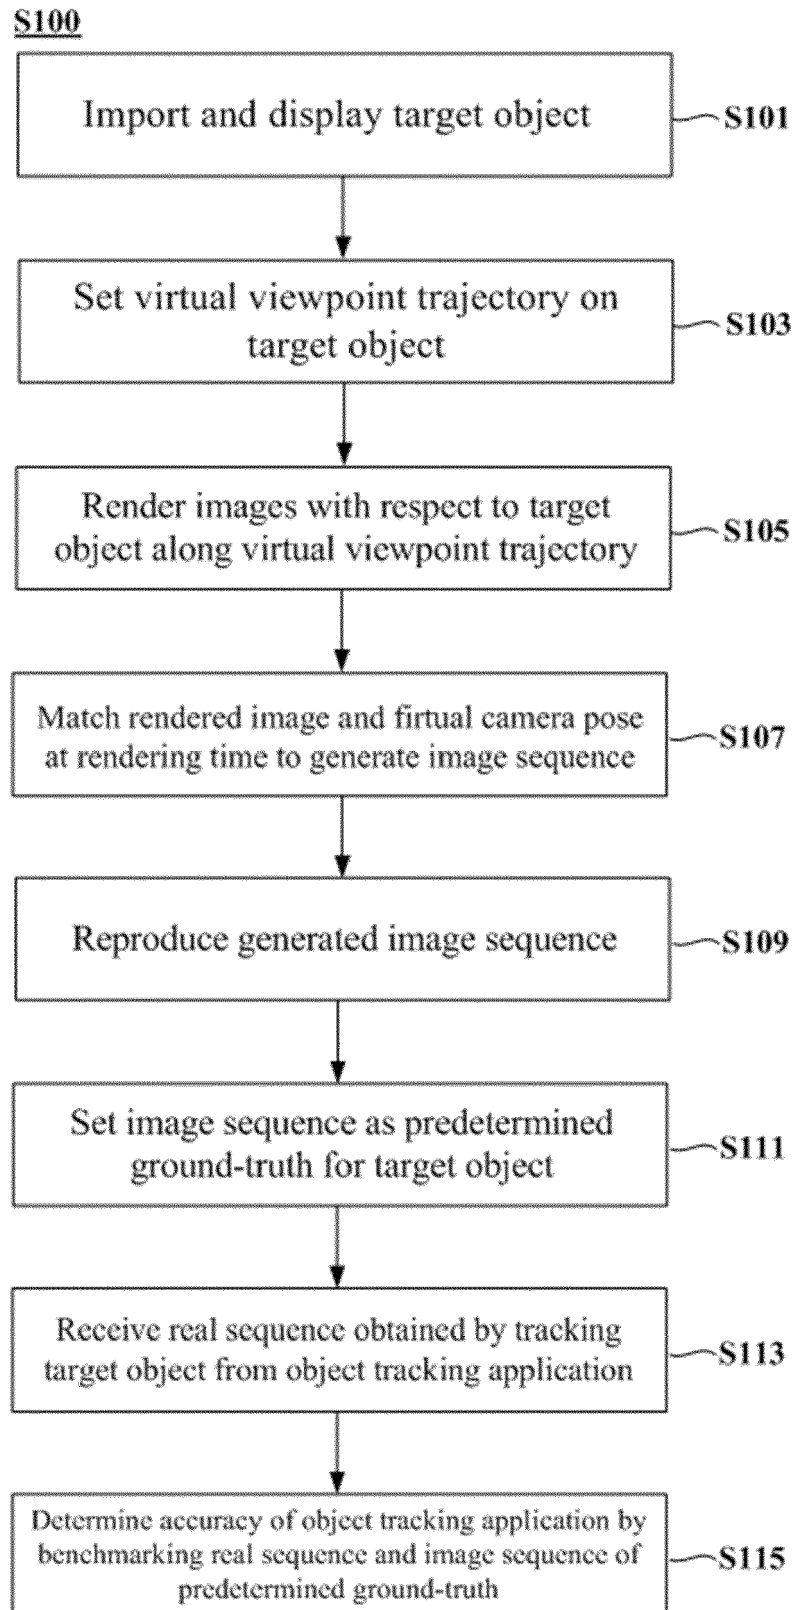 S100
Import and display target object
S101
Set virtual viewpoint trajectory on
target object
S103
Render images with respect to target
object along virtual viewpoint trajectory
S105
Match rendered image and firtual camera pose
at rendering time to generate image sequence
S107
Reproduce generated image sequence
S109
Set image sequence as predetermined
ground-truth for target object
S111
Receive real sequence obtained by tracking
target object from object tracking application
S113
Determine accuracy of object tracking application by
benchmarking real sequence and image sequence of
predetermined ground-truth
S115